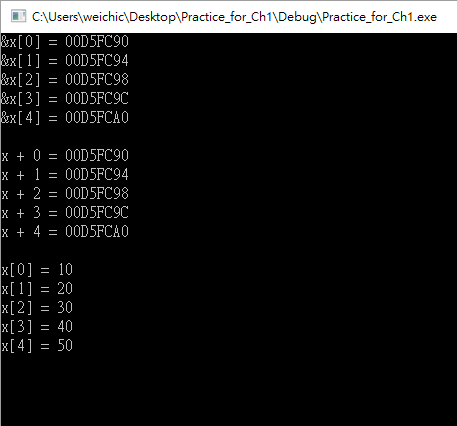 C:\Users\weichic\Desktop\Practice_for_Ch1\Debug\Practice_for_Ch1.exe
&x[0] = 00D5FC90
&x[1] = 00D5FC94
&x[2] = 00D5FC98
&x[3] = 00D5FC9C
&x[4] = 00D5FCA0
x + 0 = 00D5FC90
x + 1 = 00D5FC94
x + 2 = 00D5FC98
x + 3 = 00D5FC9C
x + 4 = 00D5FCA0
x[0] = 10
x[1] = 20
x[2] = 30
x[3] = 40
x[4] = 50